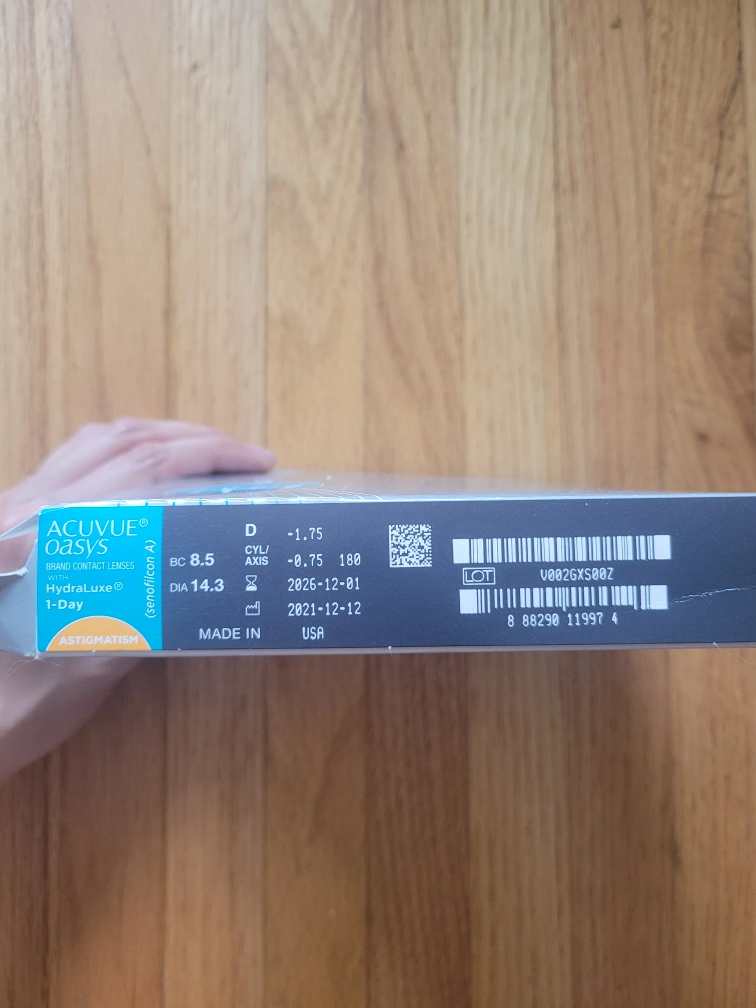 ACUVUE®
oasys
BRAND CONTACT LENSES
WITH
HydraLuxe®
1-Day
ASTIGMATISM
(senofilcon A)
BC 8.5
DIA 14.3
D -1.75
CYL/AXIS -0.75 180
2026-12-01
2021-12-12
MADE IN USA
LOT V002GXS00Z
8 88290 11997 4